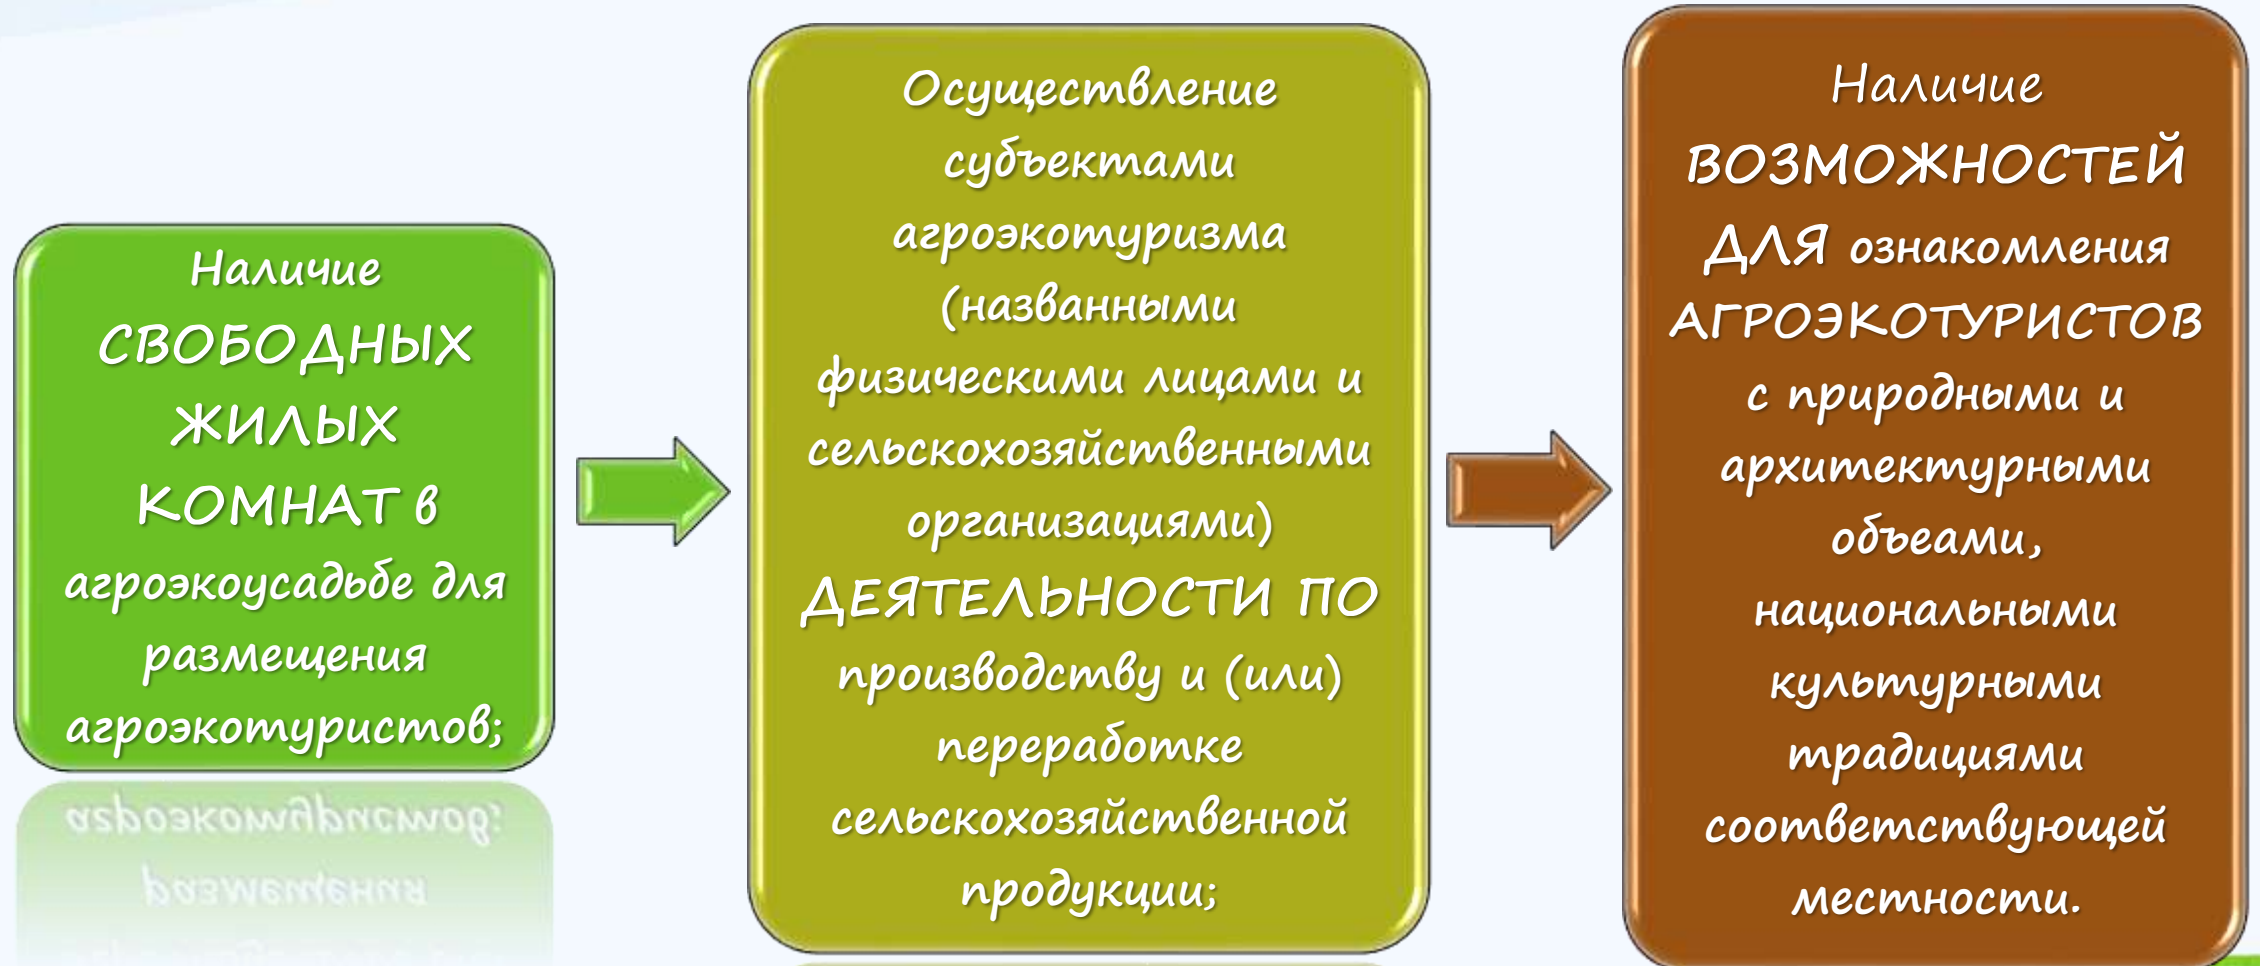 Наличие
СВОБОДНЫХ
ЖИЛЫХ
КОМНАТ в
агроэкоусадьбе для
размещения
агроэкотуристов;
Осуществление
субъектами
агроэкотуризма
(названными
физическими лицами и
сельскохозяйственными
организациями)
ДЕЯТЕЛЬНОСТИ ПО
производству и (или)
переработке
сельскохозяйственной
продукции;
Наличие
ВОЗМОЖНОСТЕЙ
ДЛЯ ознакомления
АГРОЭКОТУРИСТОВ
с природными и
архитектурными
объеами,
национальными
культурными
традициями
соответствующей
местности.